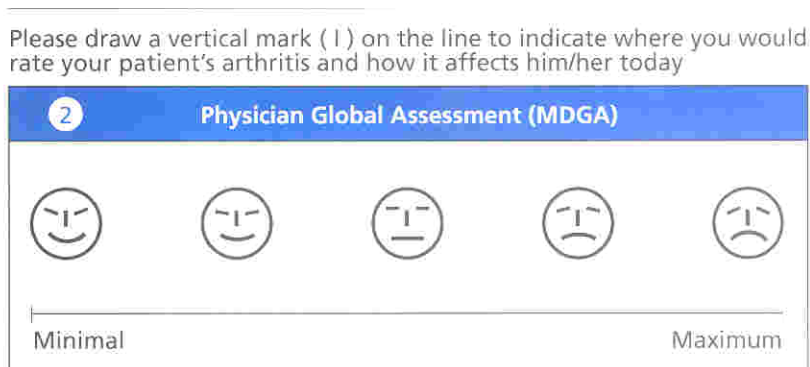 Please draw a vertical mark ( I ) on the line to indicate where you would
rate your patient's arthritis and how it affects him/her today
2 Physician Global Assessment (MDGA)
Minimal Maximum